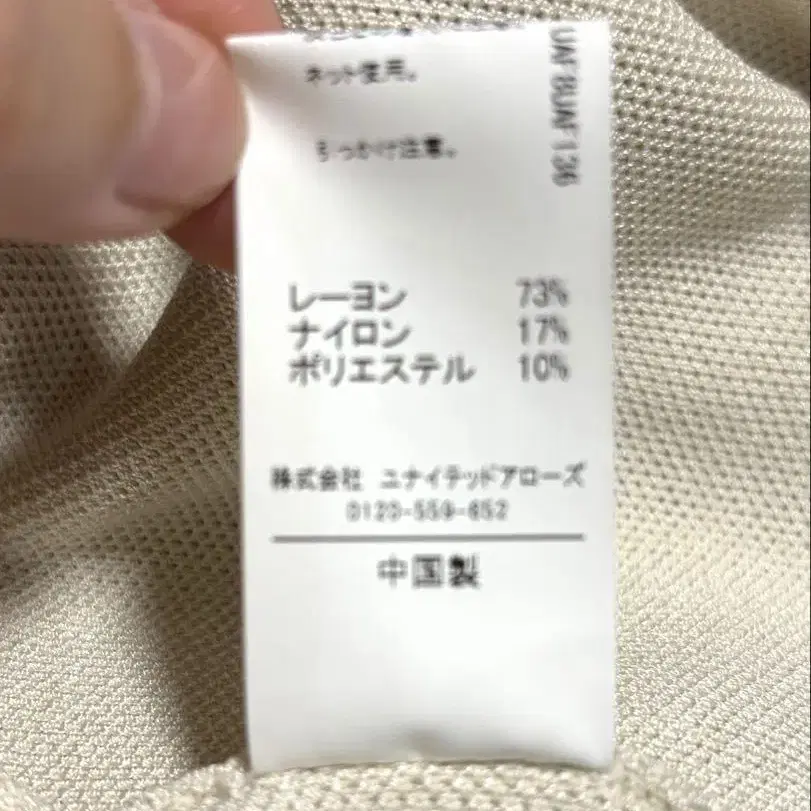 ネット使用。
引っかけ注意。
レーヨン 73%
ナイロン 17%
ポリエステル 10%
株式会社 ユナイテッドアローズ
0120-559-652
中国製